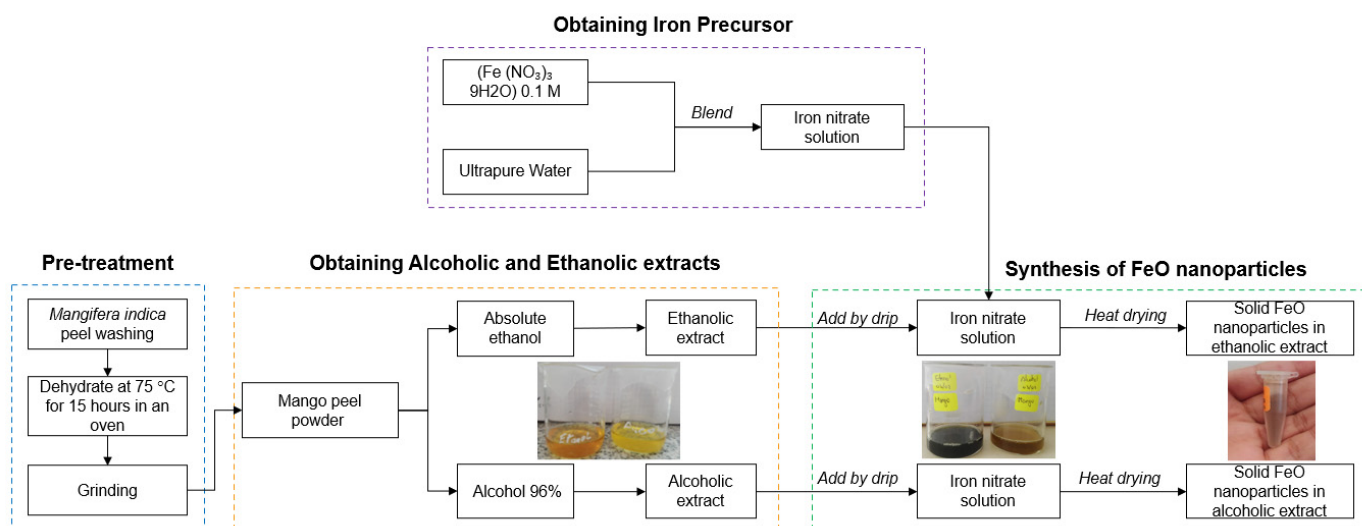 Obtaining Iron Precursor
(Fe (NO₃)₃
9H2O) 0.1 M
Blend
Iron nitrate
solution
Ultrapure Water
Pre-treatment
Obtaining Alcoholic and Ethanolic extracts
Synthesis of FeO nanoparticles
Mangifera indica
peel washing
Dehydrate at 75 °C
for 15 hours in an
oven
Grinding
Mango peel
powder
Absolute
ethanol
Ethanolic
extract
Alcohol 96%
Alcoholic
extract
Add by drip
Iron nitrate
solution
Heat drying
Solid FeO
nanoparticles in
ethanolic extract
Mango
Add by drip
Iron nitrate
solution
Heat drying
Solid FeO
nanoparticles in
alcoholic extract